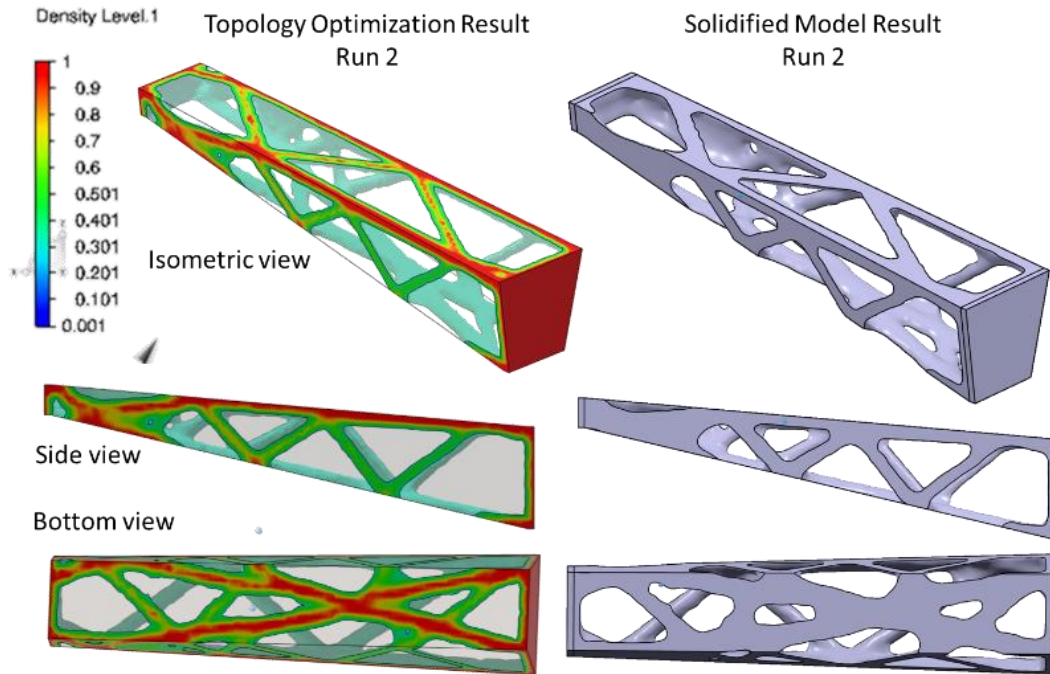 Density Level.1
Topology Optimization Result
Run 2
Solidified Model Result
Run 2
1
0.9
0.8
0.7
0.6
0.501
0.401
0.301
0.201
0.101
0.001
Isometric view
Side view
Bottom view